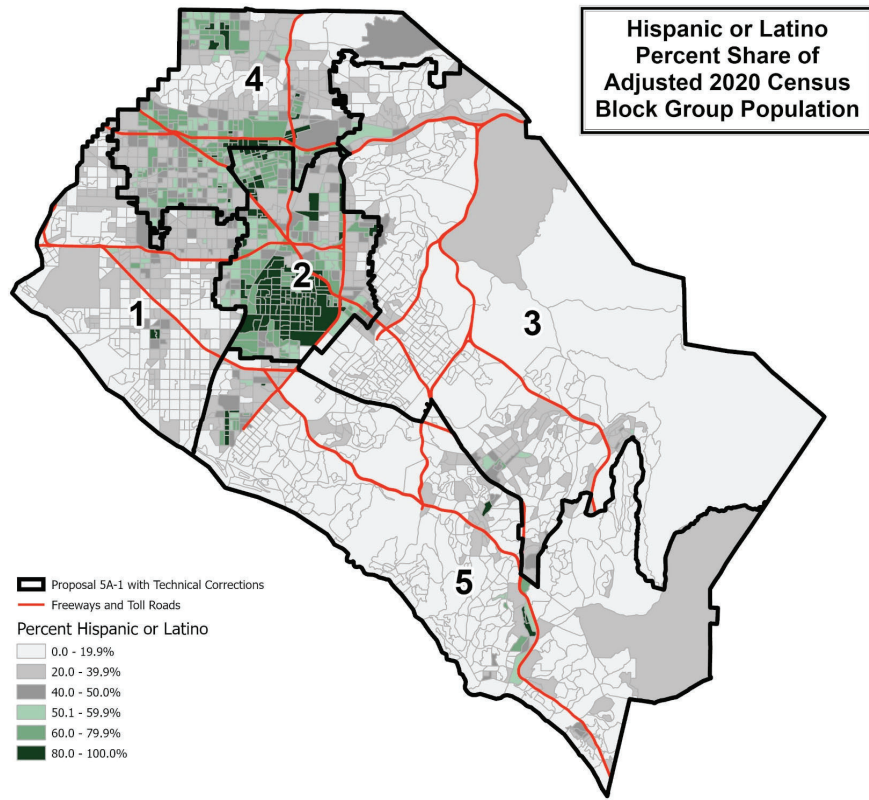 Hispanic or Latino
Percent Share of
Adjusted 2020 Census
Block Group Population
4
2
1
3
5
Proposal 5A-1 with Technical Corrections
Freeways and Toll Roads
Percent Hispanic or Latino
0.0 - 19.9%
20.0 - 39.9%
40.0 - 50.0%
50.1 - 59.9%
60.0 - 79.9%
80.0 - 100.0%